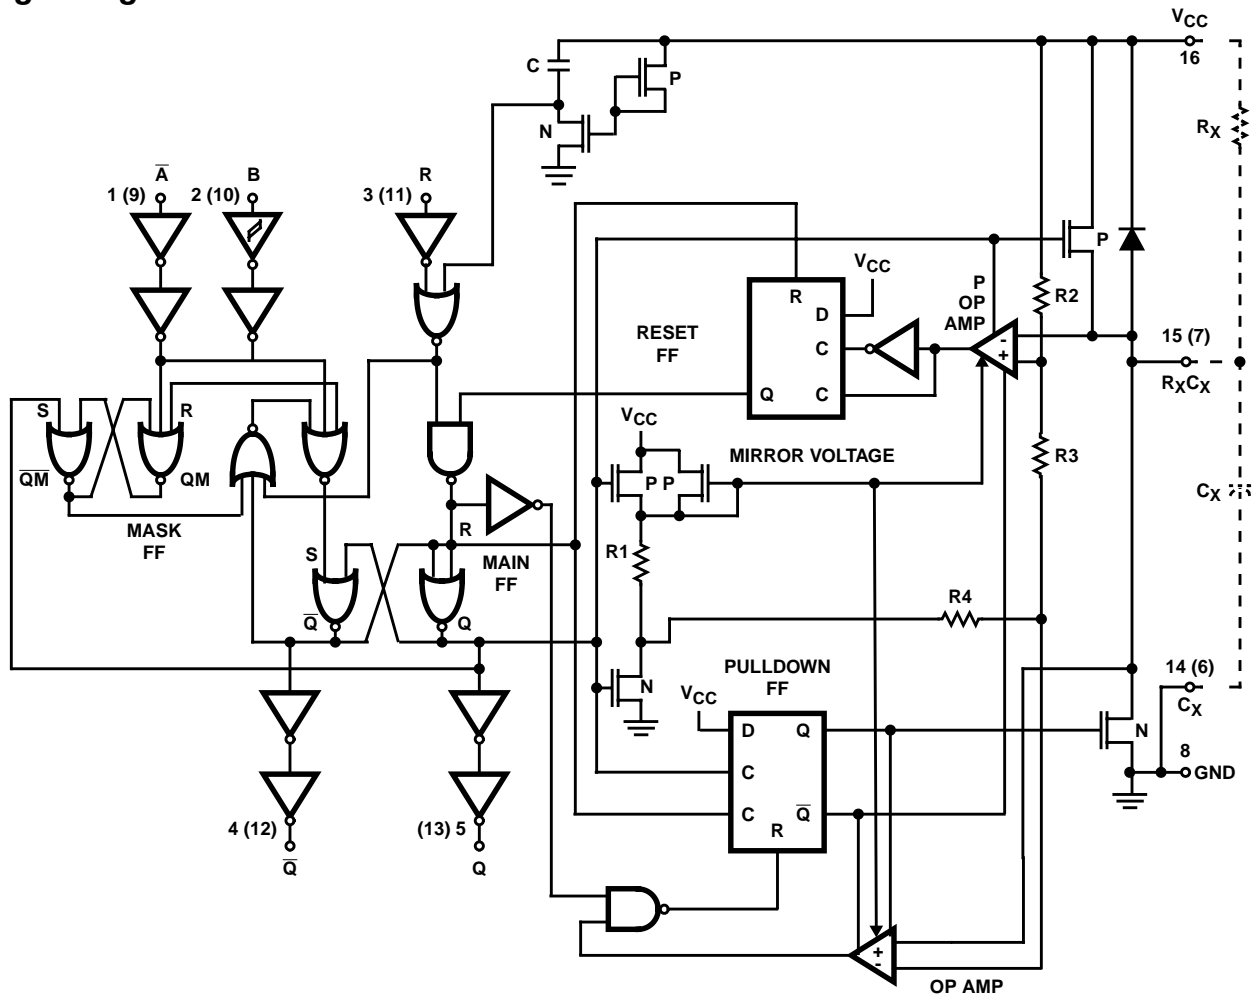 VCC
16
C
P
N
RX
A
1 (9)
B
2 (10)
R
3 (11)
VCC
P
P
OP
AMP
R2
R
D
C
C
Q
RESET
FF
-
+
15 (7)
RXCX
S
R
QM
QM
MASK
FF
VCC
P P
MIRROR VOLTAGE
R3
CX
R
S
MAIN
FF
R1
Q
Q
R4
N
PULLDOWN
FF
VCC
D
Q
C
C
Q
R
N
14 (6)
CX
8
GND
4 (12)
Q
(13) 5
Q
+
-
OP AMP